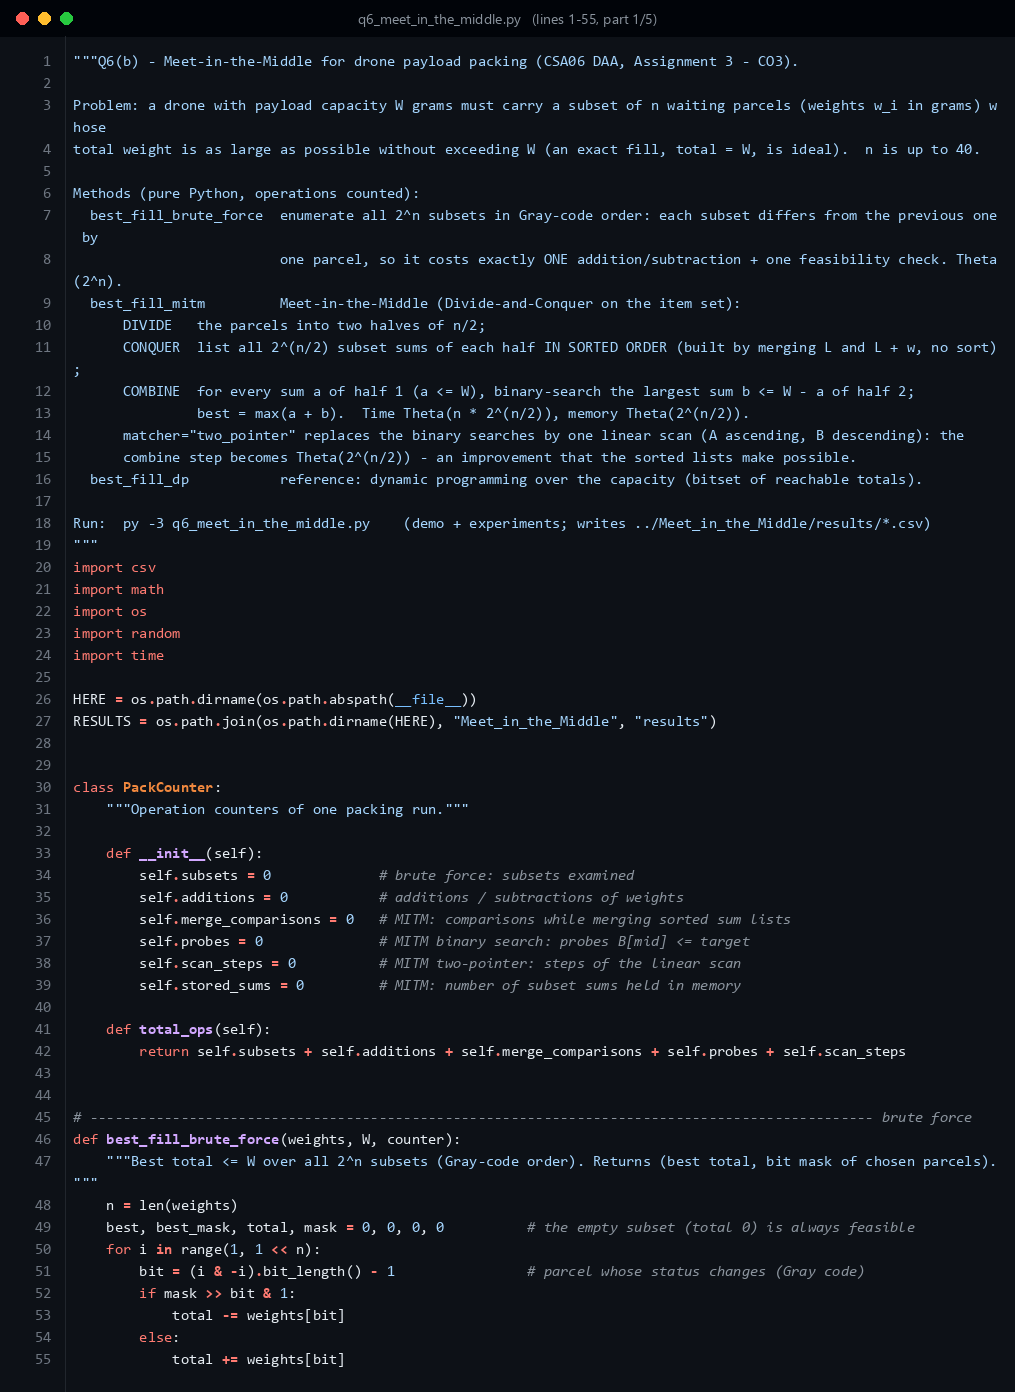 q6_meet_in_the_middle.py   (lines 1-55, part 1/5)
1 """Q6(b) - Meet-in-the-Middle for drone payload packing (CSA06 DAA, Assignment 3 - CO3).
2
3 Problem: a drone with payload capacity W grams must carry a subset of n waiting parcels (weights w_i in grams) w
hose
4 total weight is as large as possible without exceeding W (an exact fill, total = W, is ideal).  n is up to 40.
5
6 Methods (pure Python, operations counted):
7   best_fill_brute_force  enumerate all 2^n subsets in Gray-code order: each subset differs from the previous one
 by
8                          one parcel, so it costs exactly ONE addition/subtraction + one feasibility check. Theta
(2^n).
9   best_fill_mitm         Meet-in-the-Middle (Divide-and-Conquer on the item set):
10       DIVIDE   the parcels into two halves of n/2;
11       CONQUER  list all 2^(n/2) subset sums of each half IN SORTED ORDER (built by merging L and L + w, no sort)
;
12       COMBINE  for every sum a of half 1 (a <= W), binary-search the largest sum b <= W - a of half 2;
13                best = max(a + b).  Time Theta(n * 2^(n/2)), memory Theta(2^(n/2)).
14       matcher="two_pointer" replaces the binary searches by one linear scan (A ascending, B descending): the
15       combine step becomes Theta(2^(n/2)) - an improvement that the sorted lists make possible.
16   best_fill_dp           reference: dynamic programming over the capacity (bitset of reachable totals).
17
18 Run:  py -3 q6_meet_in_the_middle.py    (demo + experiments; writes ../Meet_in_the_Middle/results/*.csv)
19 """
20 import csv
21 import math
22 import os
23 import random
24 import time
25
26 HERE = os.path.dirname(os.path.abspath(__file__))
27 RESULTS = os.path.join(os.path.dirname(HERE), "Meet_in_the_Middle", "results")
28
29
30 class PackCounter:
31     """Operation counters of one packing run."""
32
33     def __init__(self):
34         self.subsets = 0             # brute force: subsets examined
35         self.additions = 0           # additions / subtractions of weights
36         self.merge_comparisons = 0   # MITM: comparisons while merging sorted sum lists
37         self.probes = 0              # MITM binary search: probes B[mid] <= target
38         self.scan_steps = 0          # MITM two-pointer: steps of the linear scan
39         self.stored_sums = 0         # MITM: number of subset sums held in memory
40
41     def total_ops(self):
42         return self.subsets + self.additions + self.merge_comparisons + self.probes + self.scan_steps
43
44
45 # ----------------------------------------------------------------------------------------------- brute force
46 def best_fill_brute_force(weights, W, counter):
47     """Best total <= W over all 2^n subsets (Gray-code order). Returns (best total, bit mask of chosen parcels).
"""
48     n = len(weights)
49     best, best_mask, total, mask = 0, 0, 0, 0          # the empty subset (total 0) is always feasible
50     for i in range(1, 1 << n):
51         bit = (i & -i).bit_length() - 1                # parcel whose status changes (Gray code)
52         if mask >> bit & 1:
53             total -= weights[bit]
54         else:
55             total += weights[bit]